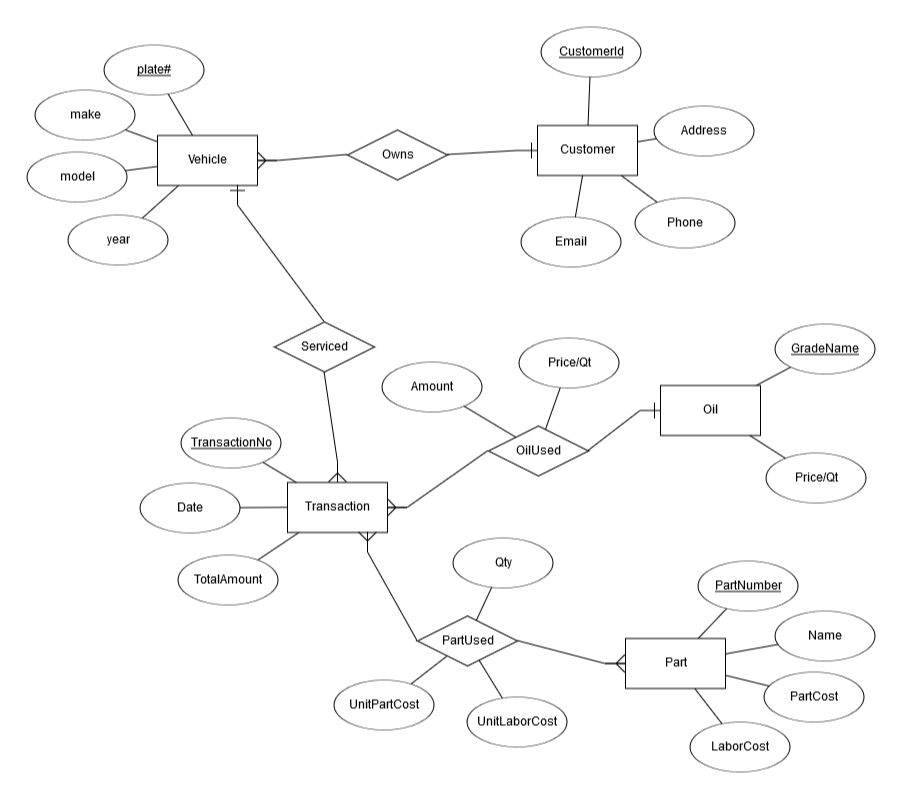 CustomerId
plate#
make
Address
Vehicle
Owns
Customer
model
Phone
year
Email
Serviced
GradeName
Price/Qt
Amount
Oil
TransactionNo
OilUsed
Price/Qt
Date
Transaction
Qty
TotalAmount
PartNumber
PartUsed
Name
Part
PartCost
UnitPartCost
UnitLaborCost
LaborCost